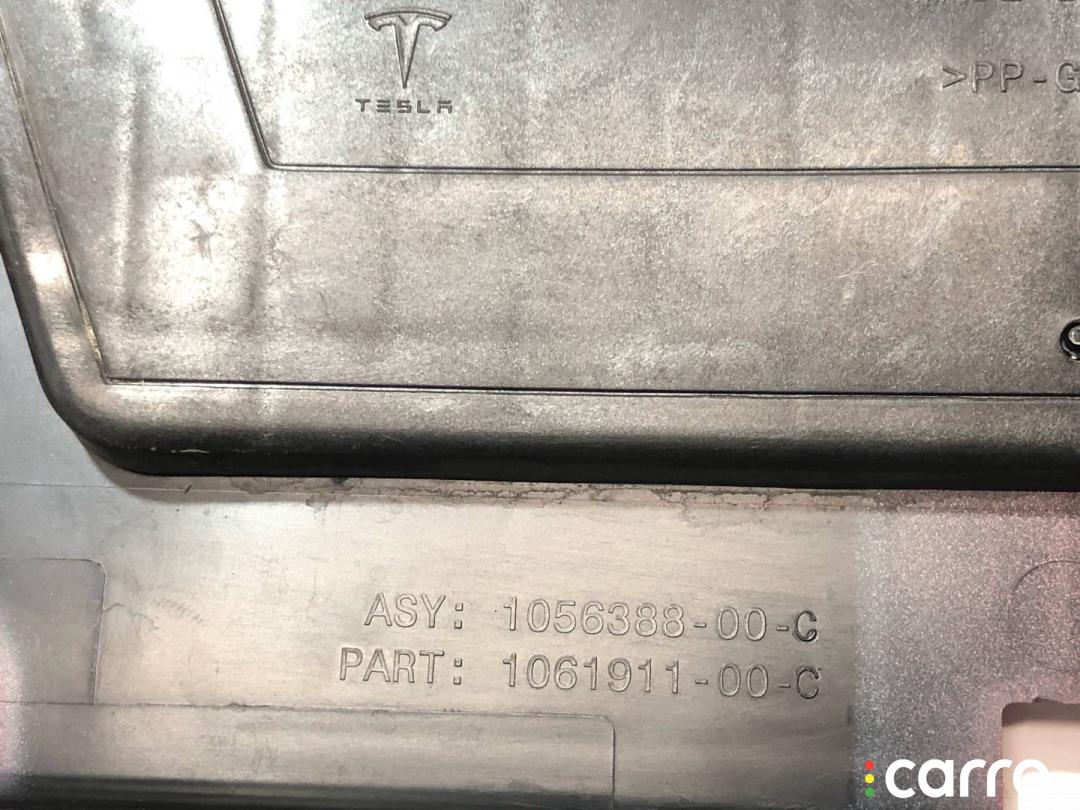 TESLA
>PP-G
ASY: 1056388-00-C
PART: 1061911-00-C
carro